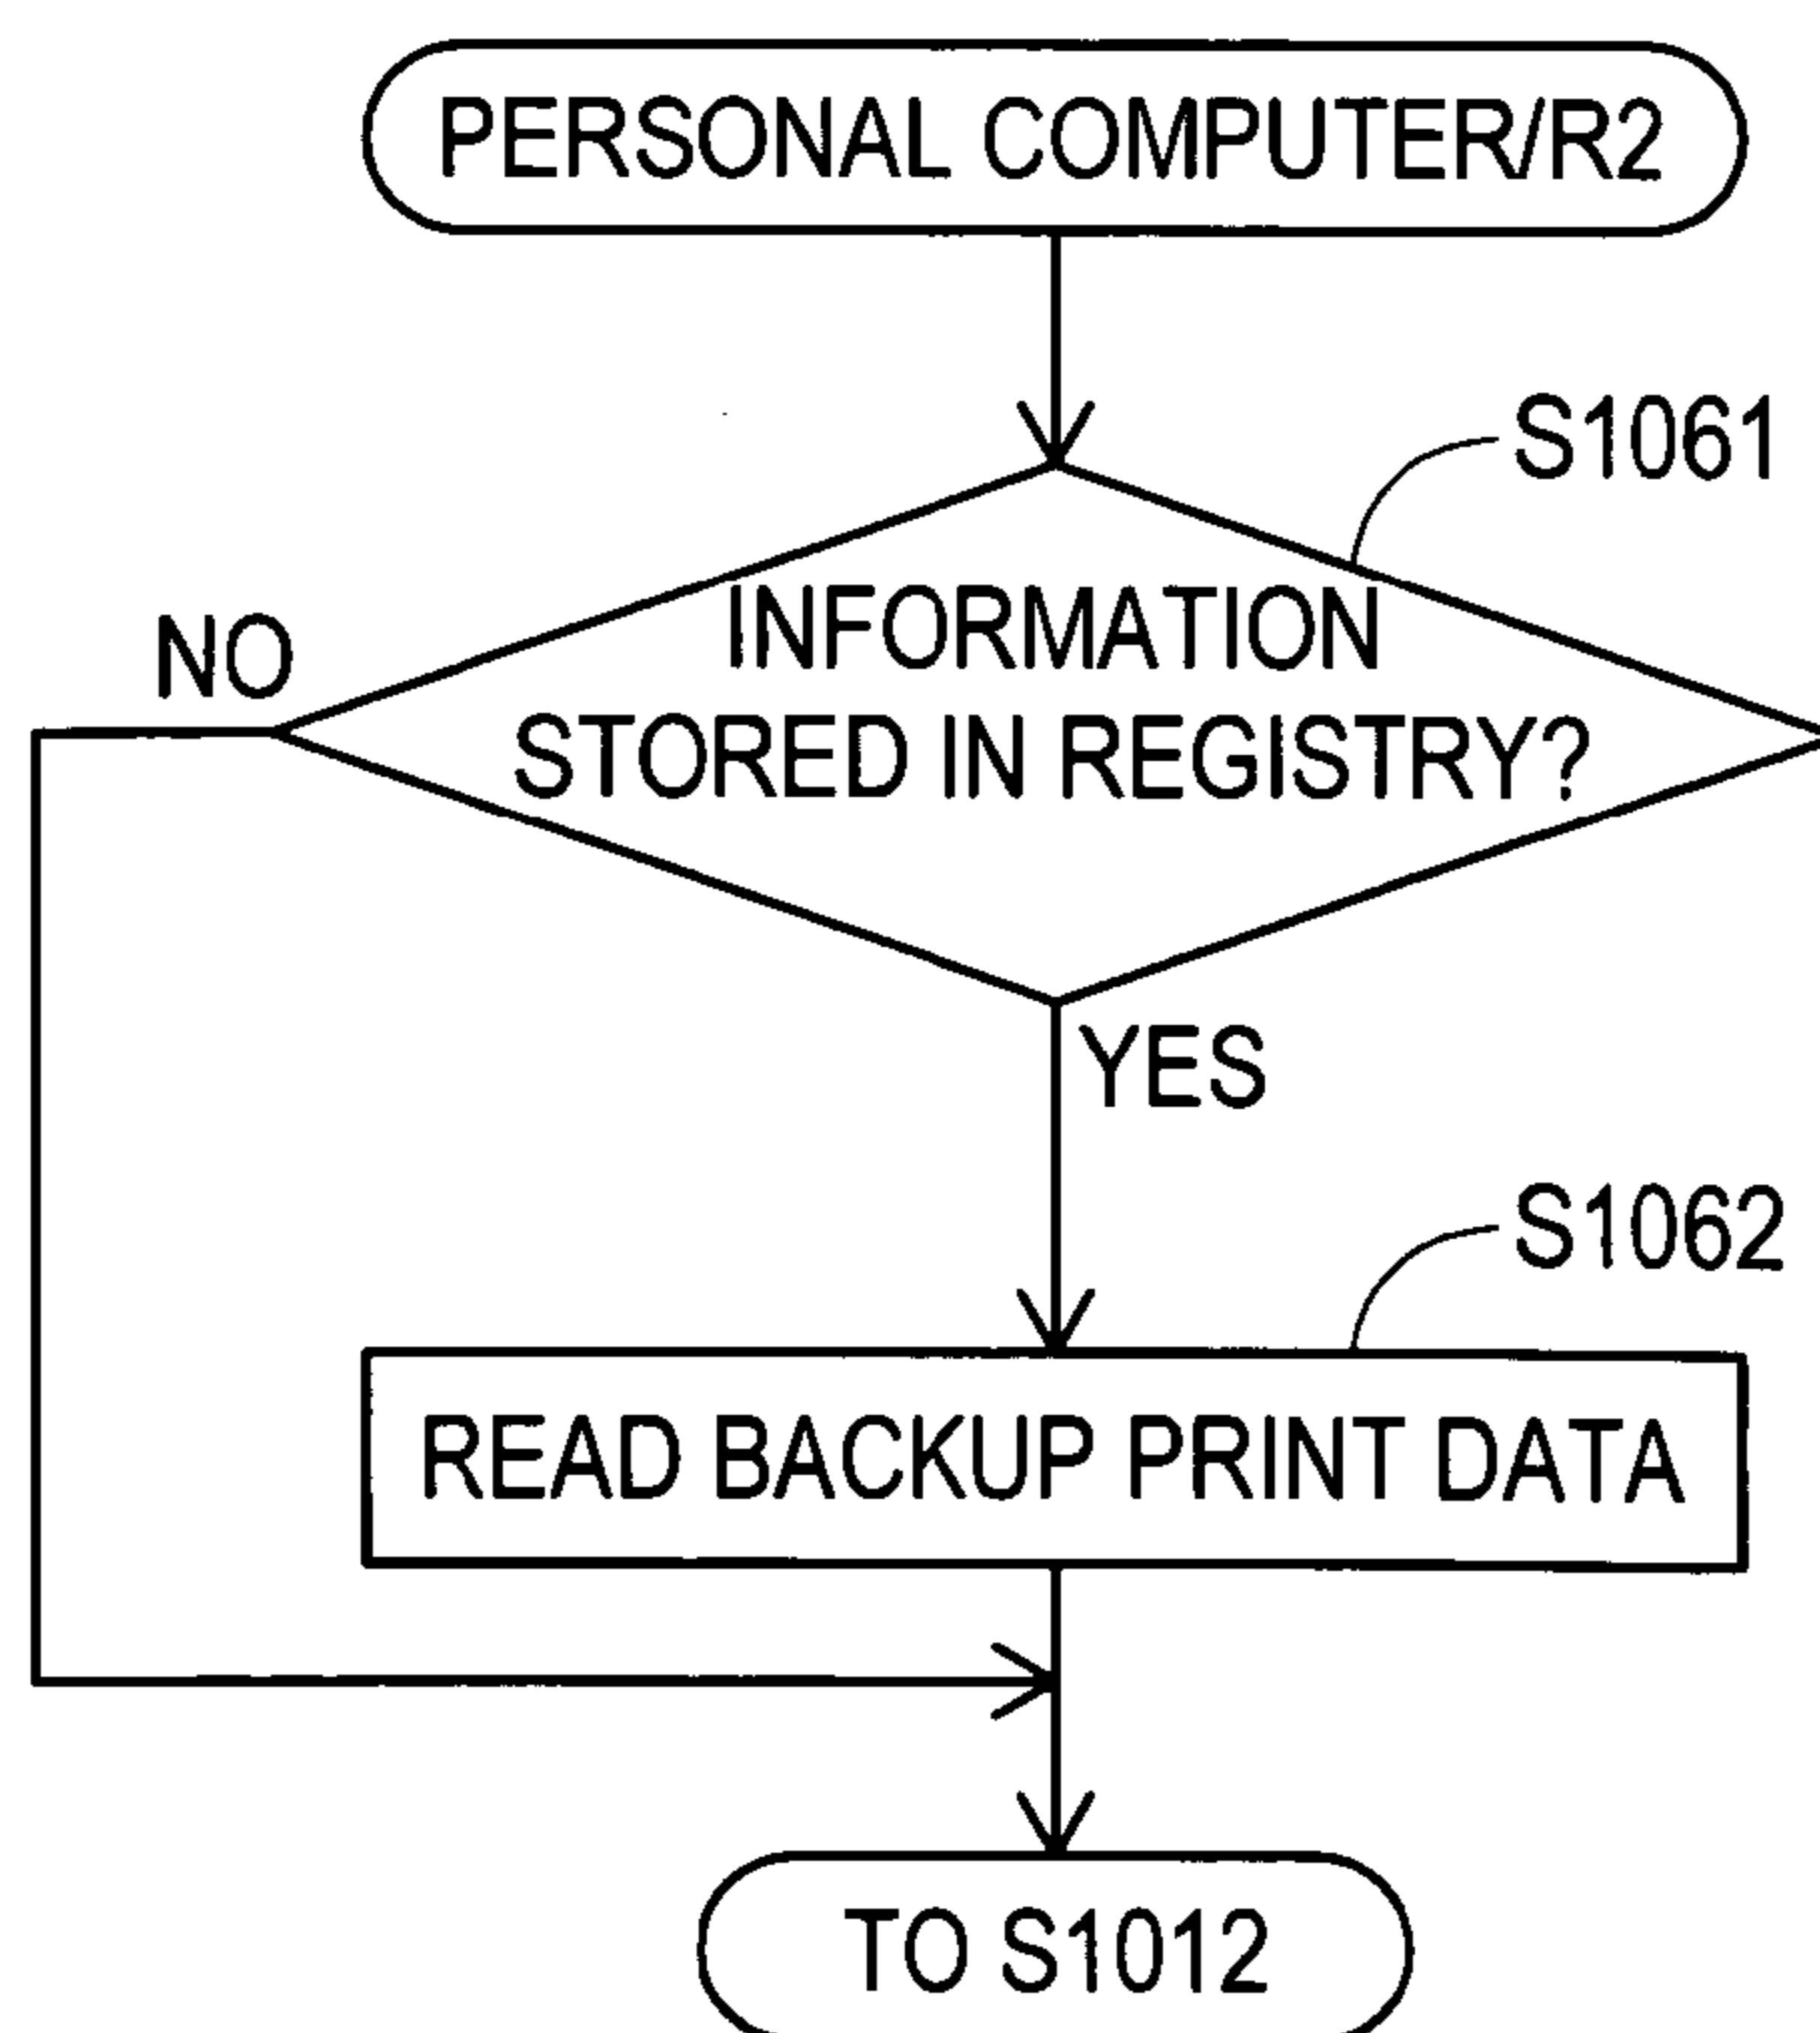 PERSONAL COMPUTER/R2
S1061
INFORMATION
STORED IN REGISTRY?
NO
YES
S1062
READ BACKUP PRINT DATA
TO S1012